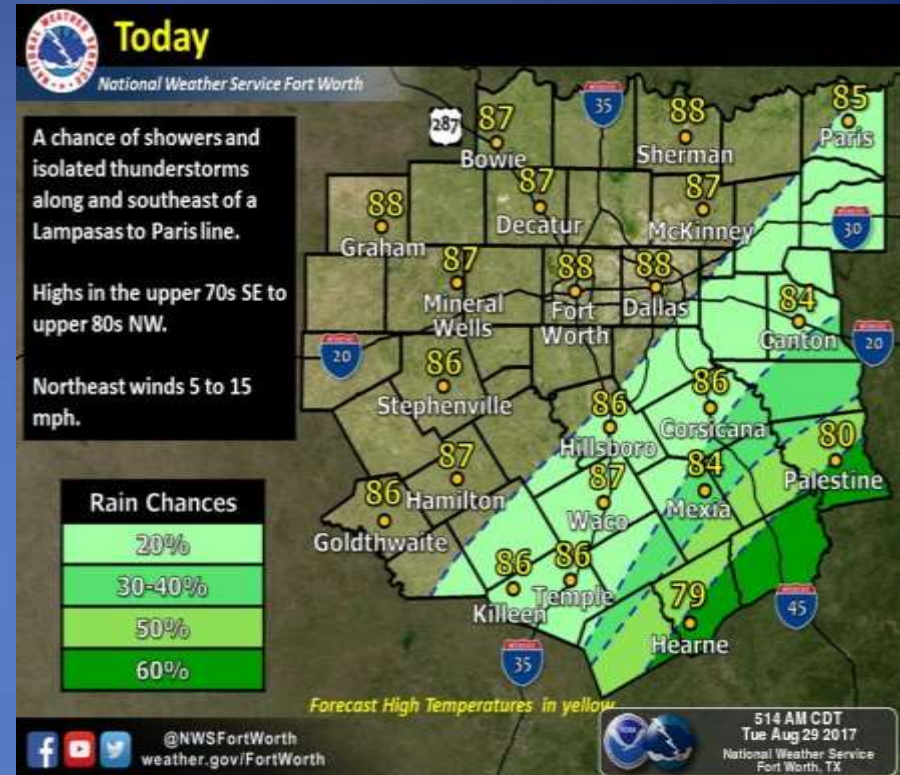 Today
NATIONAL WEATHER SERVICE
National Weather Service Fort Worth
A chance of showers and
isolated thunderstorms
along and southeast of a
Lampasas to Paris line.
Highs in the upper 70s SE to
upper 80s NW.
Northeast winds 5 to 15
mph.
287
87
Bowie
35
88
Sherman
85
Paris
88
Graham
87
Decatur
87
McKinney
30
87
Mineral
Wells
88
Fort
Worth
88
Dallas
84
Canton
20
20
86
Stephenville
86
Hillsboro
86
Corsicana
80
Palestine
86
Goldthwaite
87
Hamilton
87
Waco
84
Mexia
86
Killeen
86
Temple
79
Hearne
45
35
Rain Chances
20%
30-40%
50%
60%
Forecast High Temperatures in yellow
@NWSFortWorth
weather.gov/FortWorth
514 AM CDT
Tue Aug 29 2017
National Weather Service
Fort Worth, TX